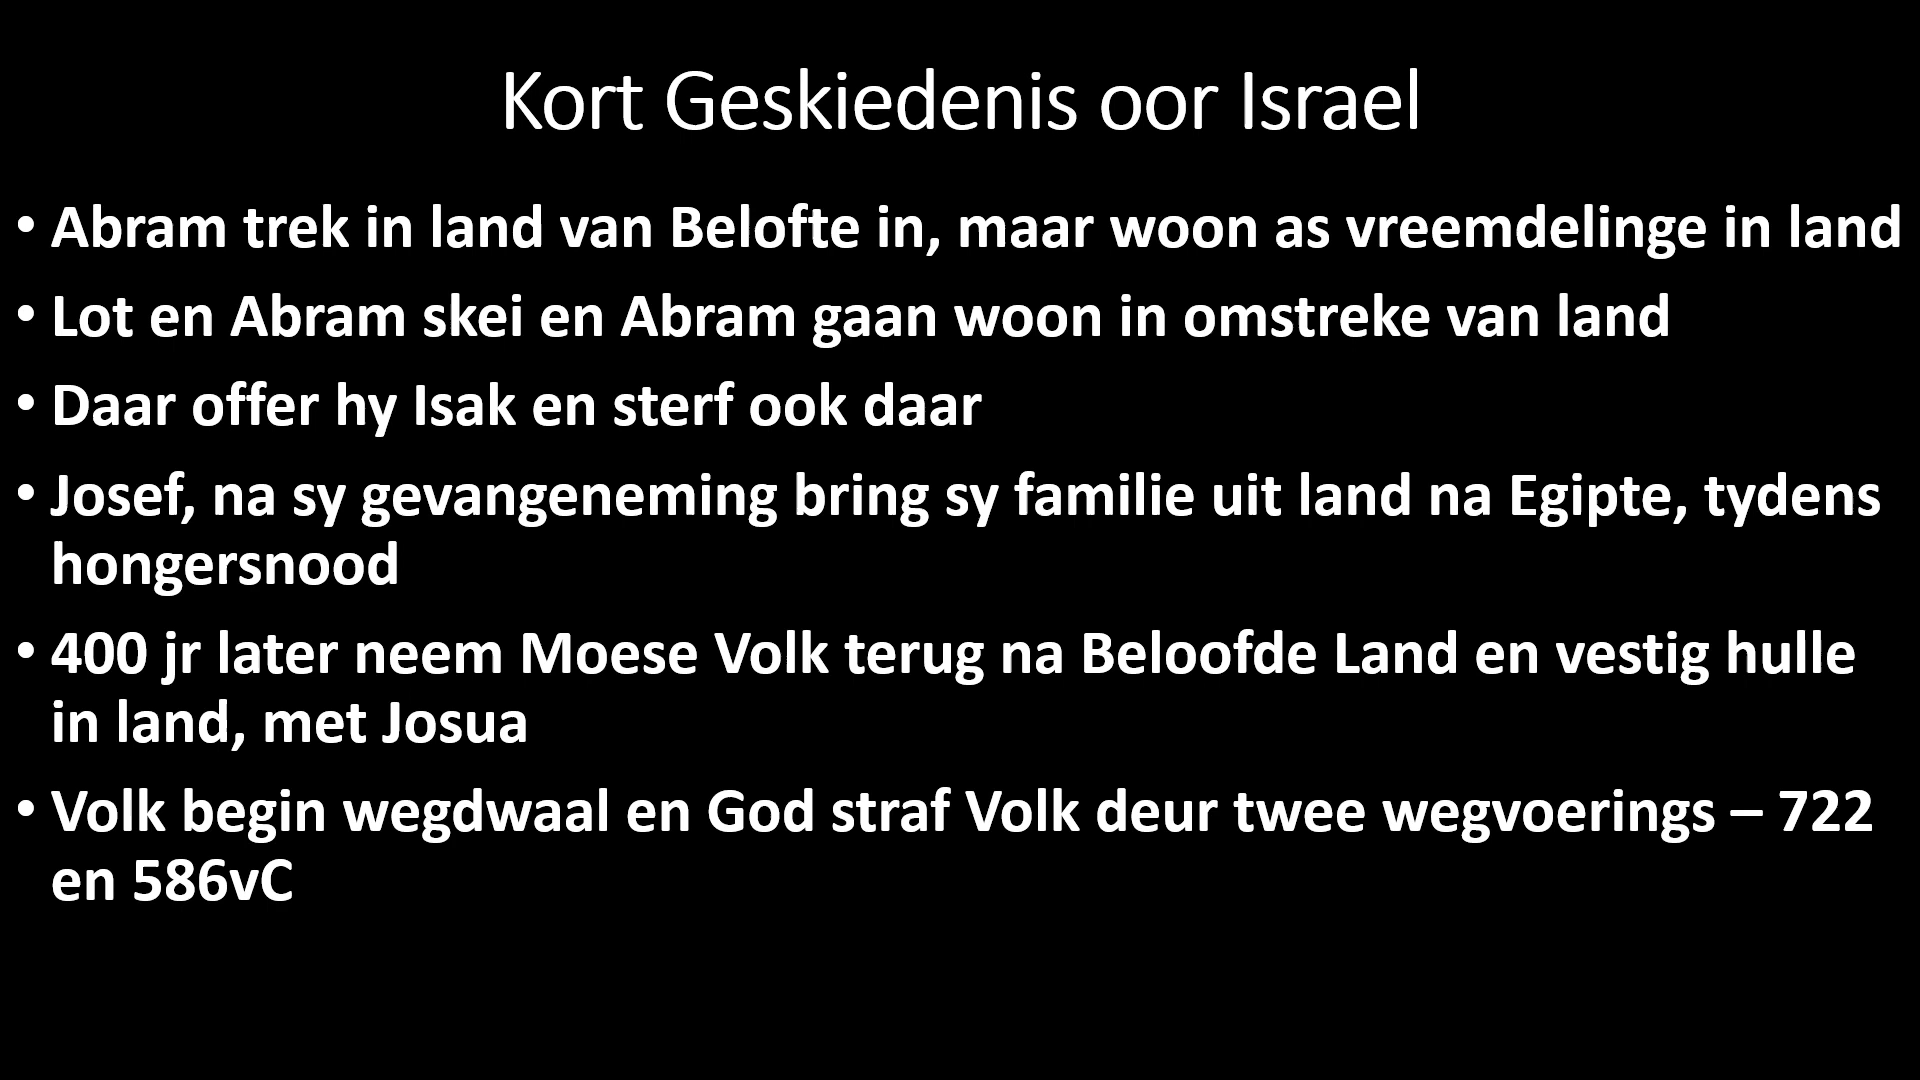 Kort Geskiedenis oor Israel
• Abram trek in land van Belofte in, maar woon as vreemdelinge in land
• Lot en Abram skei en Abram gaan woon in omstreke van land
• Daar offer hy Isak en sterf ook daar
• Josef, na sy gevangeneming bring sy familie uit land na Egipte, tydens
hongersnood
• 400 jr later neem Moese Volk terug na Beloofde Land en vestig hulle
in land, met Josua
• Volk begin wegdwaal en God straf Volk deur twee wegvoerings – 722
en 586vC